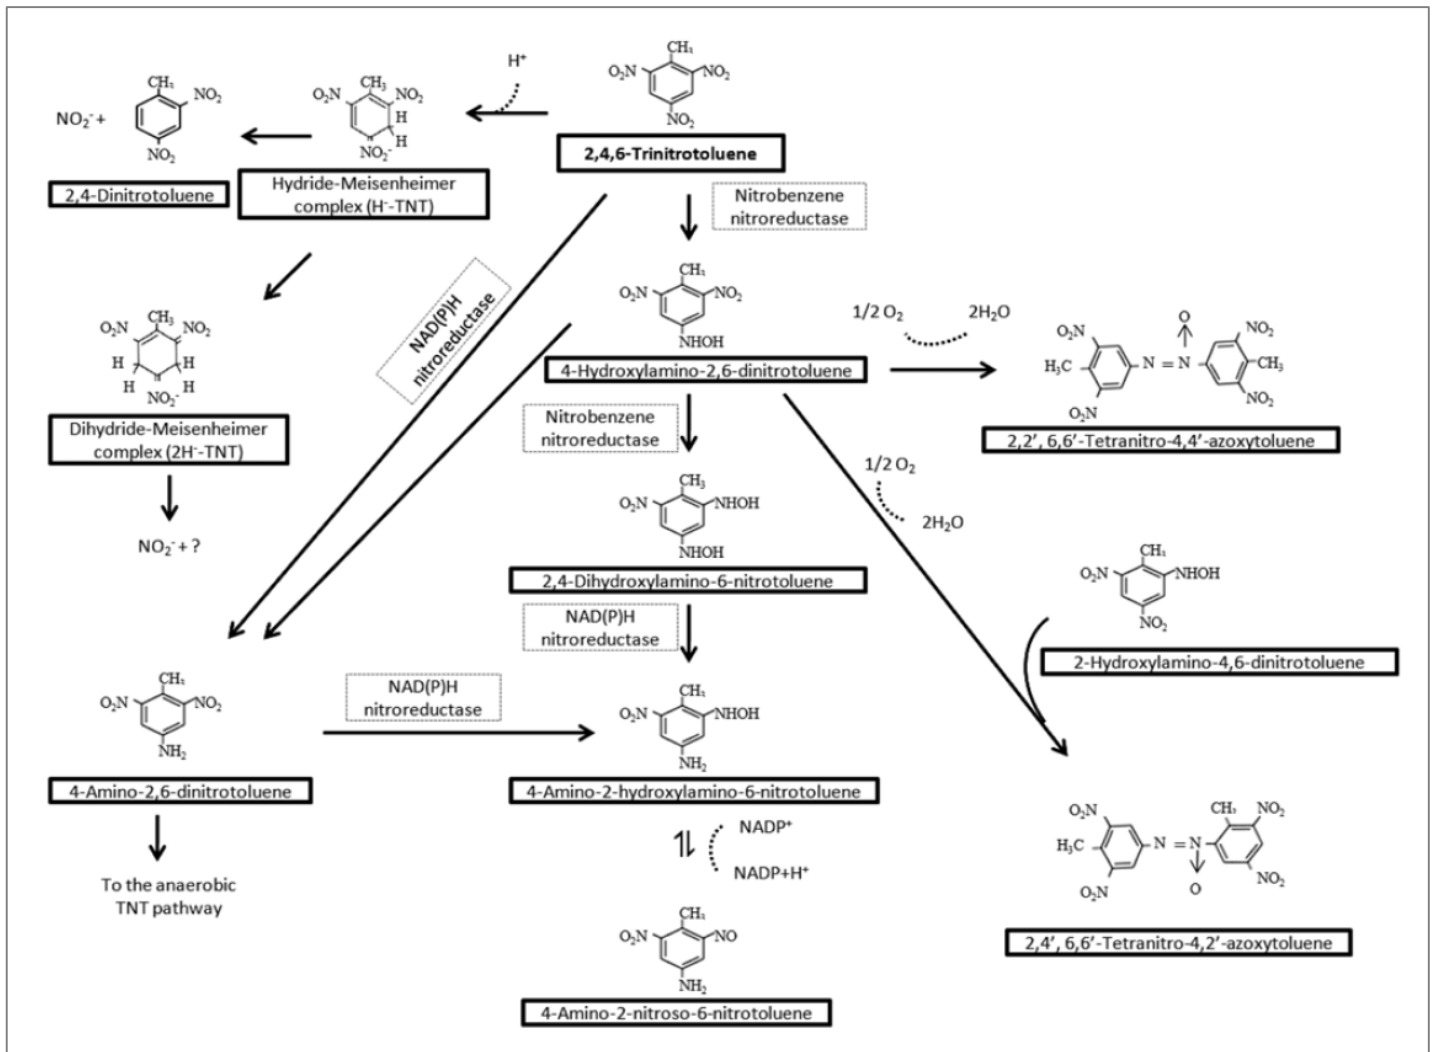 H⁺
CH₃
O₂N
NO₂
NO₂
2,4,6-Trinitrotoluene
CH₃
O₂N
NO₂
H
H
NO₂⁻
Hydride-Meisenheimer
complex (H⁻-TNT)
NO₂⁻ +
CH₃
NO₂
NO₂
2,4-Dinitrotoluene
Nitrobenzene
nitroreductase
NAD(P)H
nitroreductase
CH₃
O₂N
NO₂
H
H
H
H
NO₂⁻
Dihydride-Meisenheimer
complex (2H⁻-TNT)
NO₂⁻ + ?
CH₃
O₂N
NO₂
NHOH
4-Hydroxylamino-2,6-dinitrotoluene
1/2 O₂
2H₂O
O₂N
H₃C
O₂N
N = N
O
NO₂
CH₃
NO₂
2,2′, 6,6′-Tetranitro-4,4′-azoxytoluene
Nitrobenzene
nitroreductase
1/2 O₂
2H₂O
CH₃
O₂N
NHOH
NHOH
2,4-Dihydroxylamino-6-nitrotoluene
CH₃
O₂N
NHOH
NO₂
2-Hydroxylamino-4,6-dinitrotoluene
NAD(P)H
nitroreductase
CH₃
O₂N
NO₂
NH₂
4-Amino-2,6-dinitrotoluene
NAD(P)H
nitroreductase
CH₃
O₂N
NHOH
NH₂
4-Amino-2-hydroxylamino-6-nitrotoluene
To the anaerobic
TNT pathway
NADP⁺
NADP+H⁺
O₂N
H₃C
O₂N
N = N
O
CH₃
NO₂
NO₂
2,4′, 6,6′-Tetranitro-4,2′-azoxytoluene
CH₃
O₂N
NO
NH₂
4-Amino-2-nitroso-6-nitrotoluene